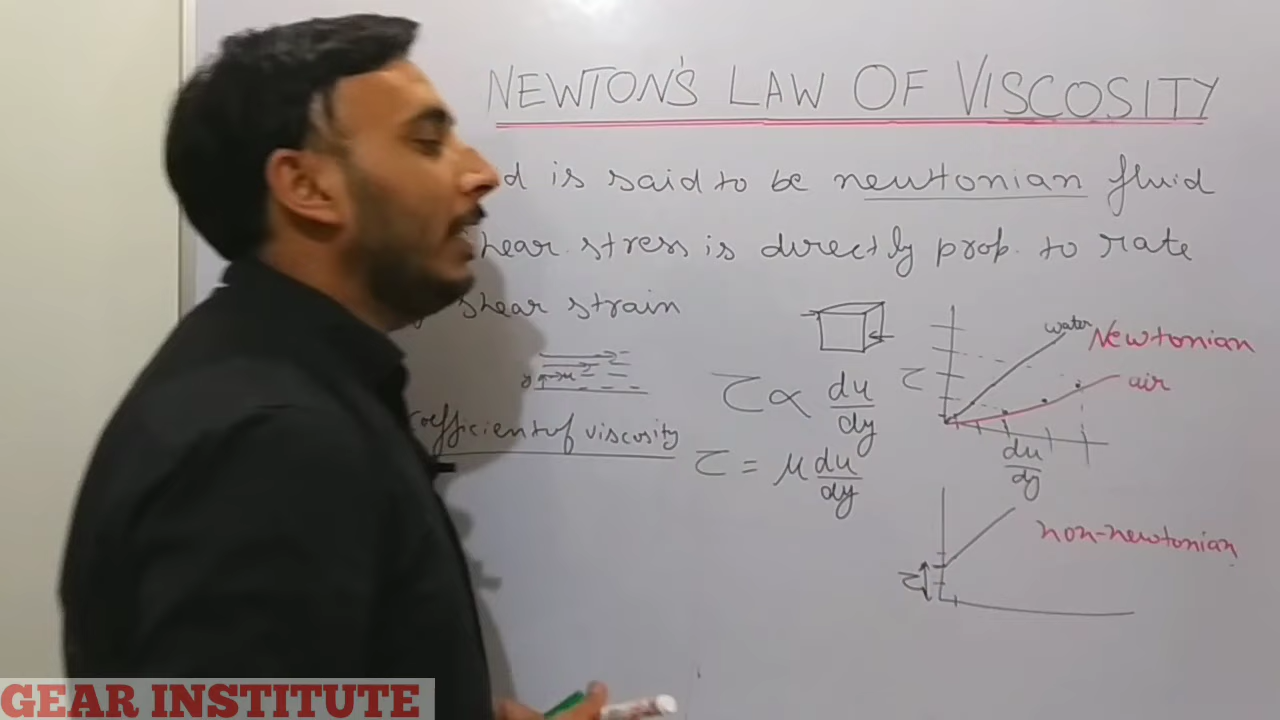 NEWTON'S LAW OF VISCOSITY
d is said to be newtonian fluid
hear stress is directly prop. to rate
shear strain
water Newtonian
τ
air
y u
τ ∝ du/dy
du/dy
coefficient of viscosity
τ = μ du/dy
non-newtonian
τ
GEAR INSTITUTE